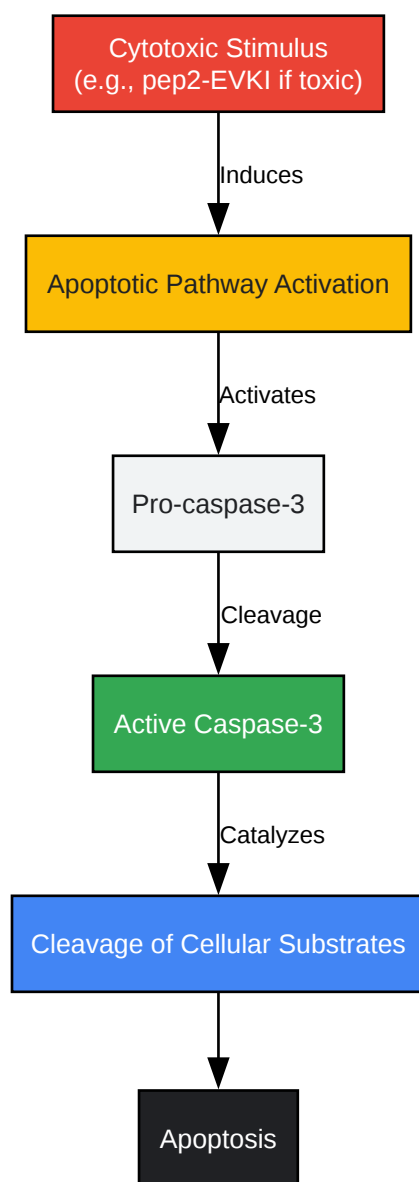 Cytotoxic Stimulus
(e.g., pep2-EVKI if toxic)
Induces
Apoptotic Pathway Activation
Activates
Pro-caspase-3
Cleavage
Active Caspase-3
Catalyzes
Cleavage of Cellular Substrates
Apoptosis